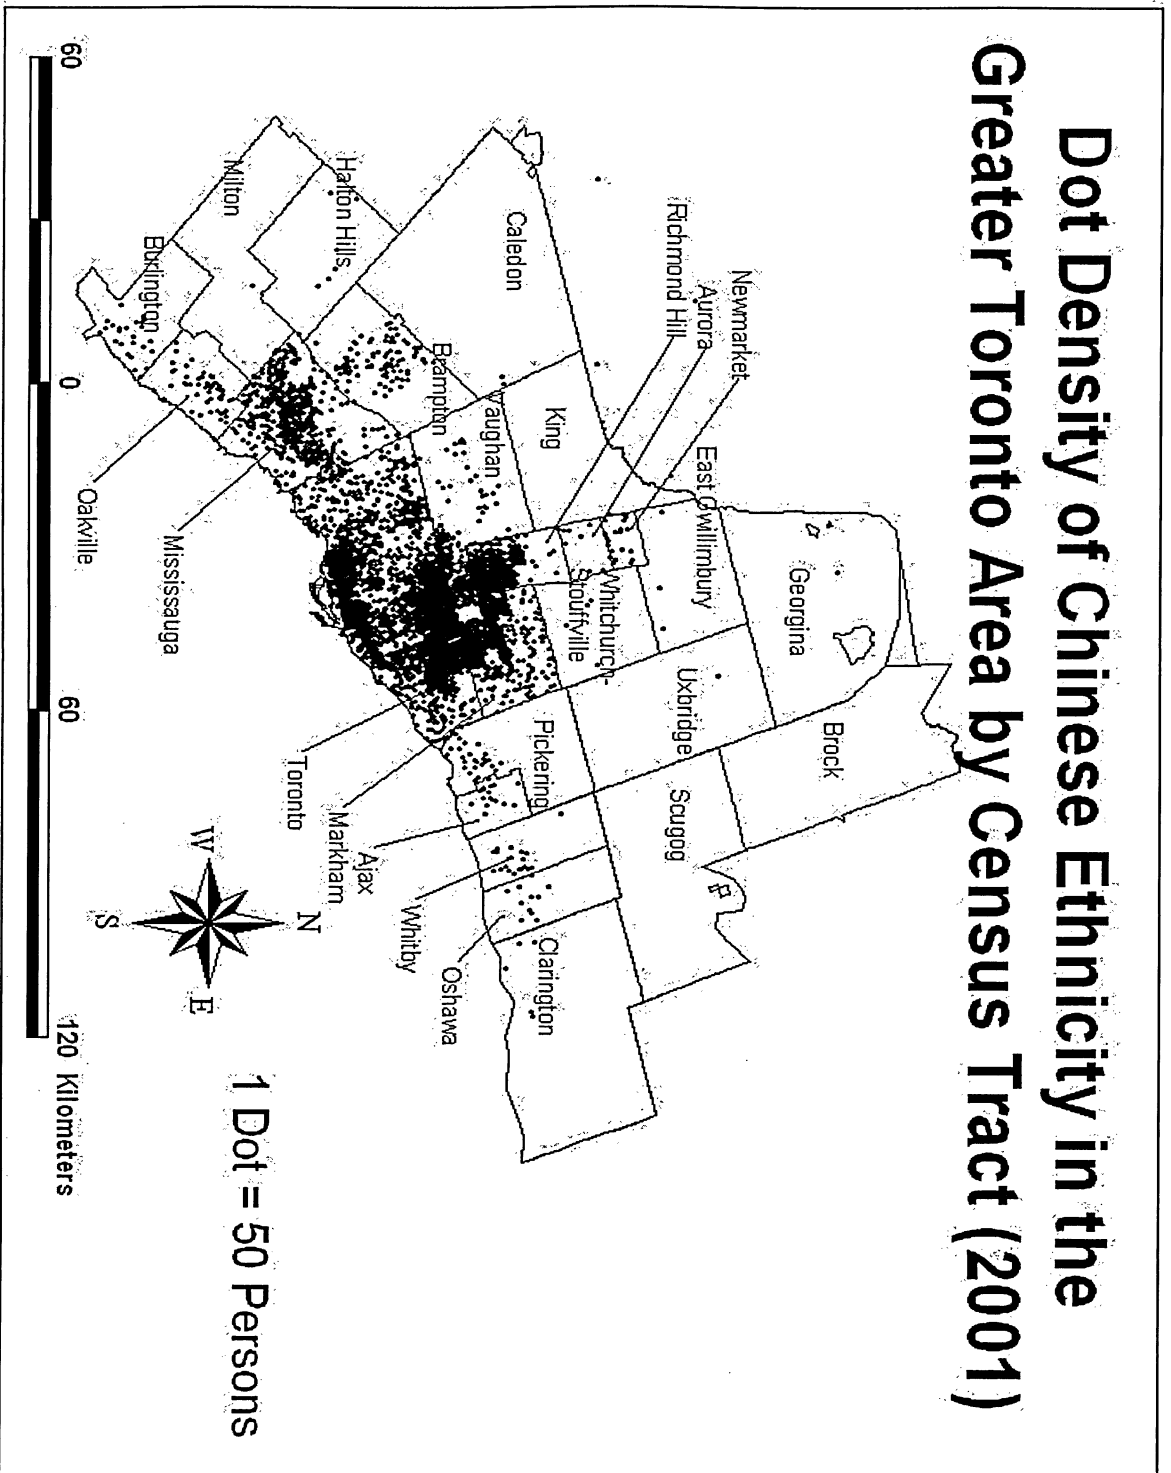 Dot Density of Chinese Ethnicity in the
Greater Toronto Area by Census Tract (2001)
Newmarket
Aurora
Richmond Hill
East Gwillimbury
Georgina
Brock
Uxbridge
Scugog
Caledon
King
Vaughan
Whitchurch-
Stouffville
Halton Hills
Brampton
Pickering
Clarington
Milton
Burlington
Oakville
Mississauga
Toronto
Markham
Ajax
Whitby
Oshawa
N
W
E
S
1 Dot = 50 Persons
60
0
60
120 Kilometers